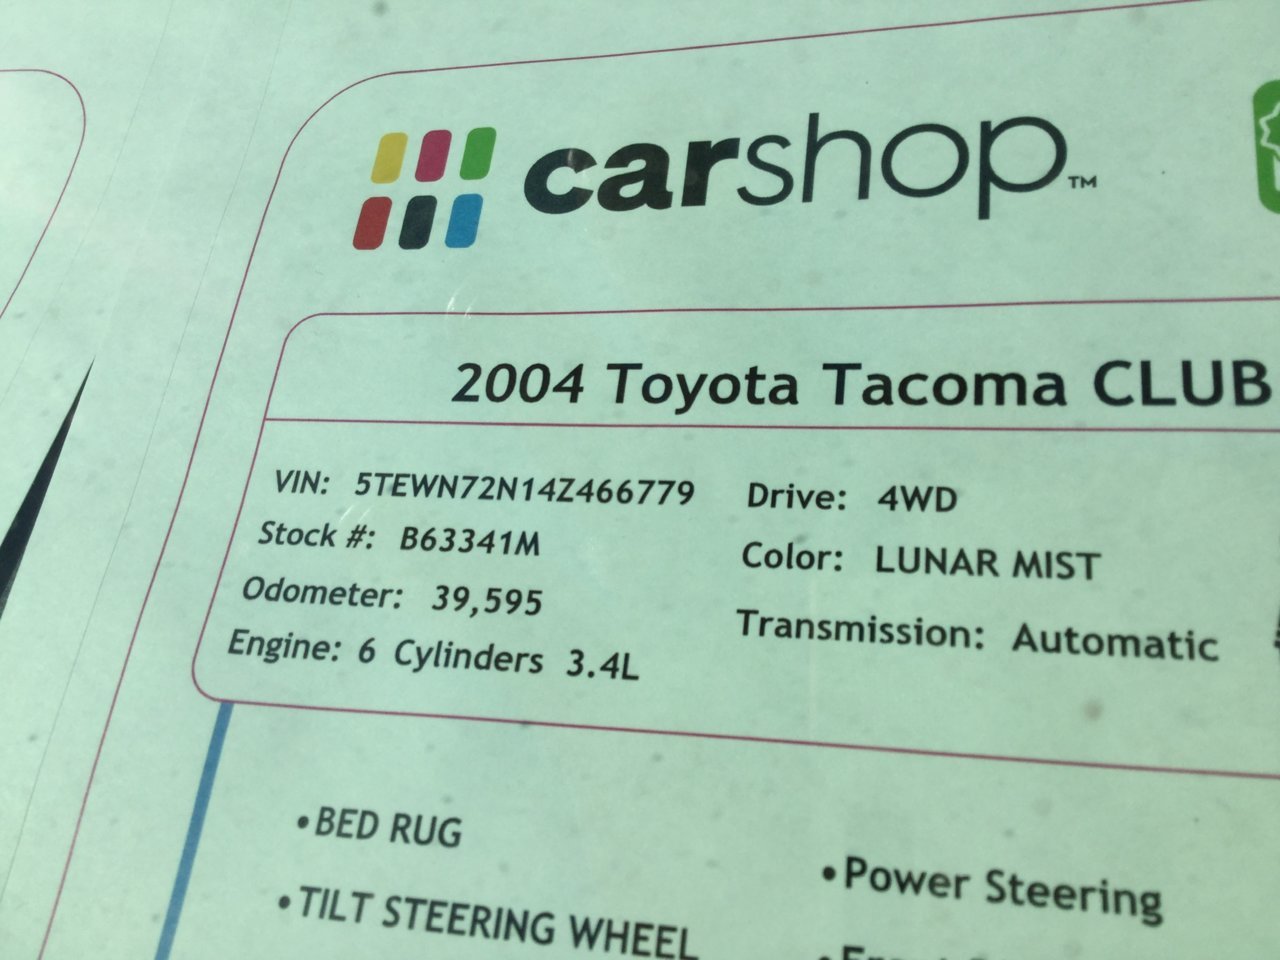 carshop™
2004 Toyota Tacoma CLUB
VIN: 5TEWN72N14Z466779
Stock #: B63341M
Odometer: 39,595
Engine: 6 Cylinders 3.4L
Drive: 4WD
Color: LUNAR MIST
Transmission: Automatic
•BED RUG
•TILT STEERING WHEEL
•Power Steering